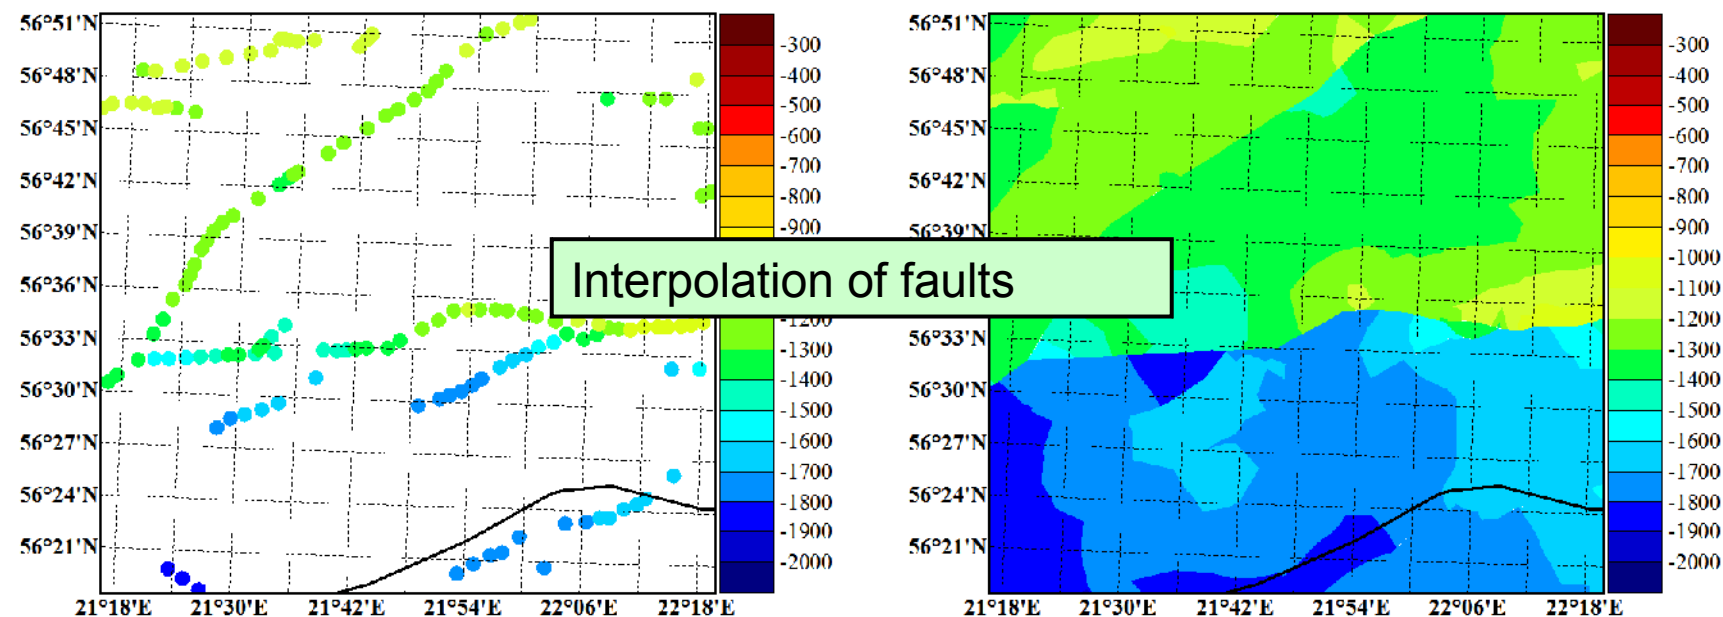 56°51'N
56°48'N
56°45'N
56°42'N
56°39'N
56°36'N
56°33'N
56°30'N
56°27'N
56°24'N
56°21'N
21°18'E 21°30'E 21°42'E 21°54'E 22°06'E 22°18'E
-300
-400
-500
-600
-700
-800
-900
-1200
-1300
-1400
-1500
-1600
-1700
-1800
-1900
-2000
Interpolation of faults
56°51'N
56°48'N
56°45'N
56°42'N
56°39'N
56°36'N
56°33'N
56°30'N
56°27'N
56°24'N
56°21'N
21°18'E 21°30'E 21°42'E 21°54'E 22°06'E 22°18'E
-300
-400
-500
-600
-700
-800
-900
-1000
-1100
-1200
-1300
-1400
-1500
-1600
-1700
-1800
-1900
-2000